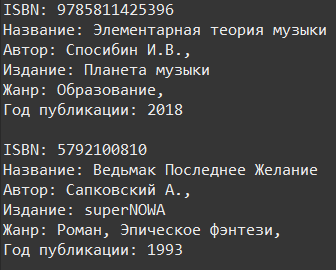 ISBN: 9785811425396
Название: Элементарная теория музыки
Автор: Способин И.В.,
Издание: Планета музыки
Жанр: Образование,
Год публикации: 2018
ISBN: 5792100810
Название: Ведьмак Последнее Желание
Автор: Сапковский А.,
Издание: superNOWA
Жанр: Роман, Эпическое фэнтези,
Год публикации: 1993